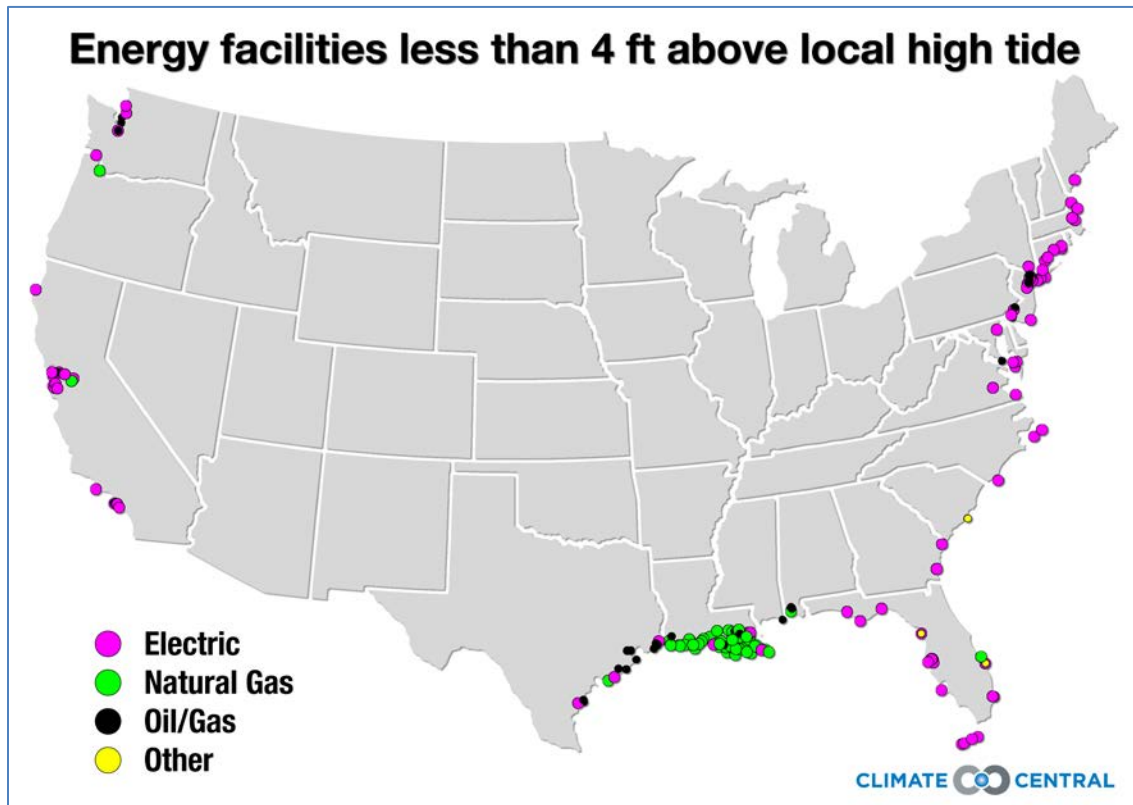 Energy facilities less than 4 ft above local high tide
Electric
Natural Gas
Oil/Gas
Other
CLIMATE CENTRAL